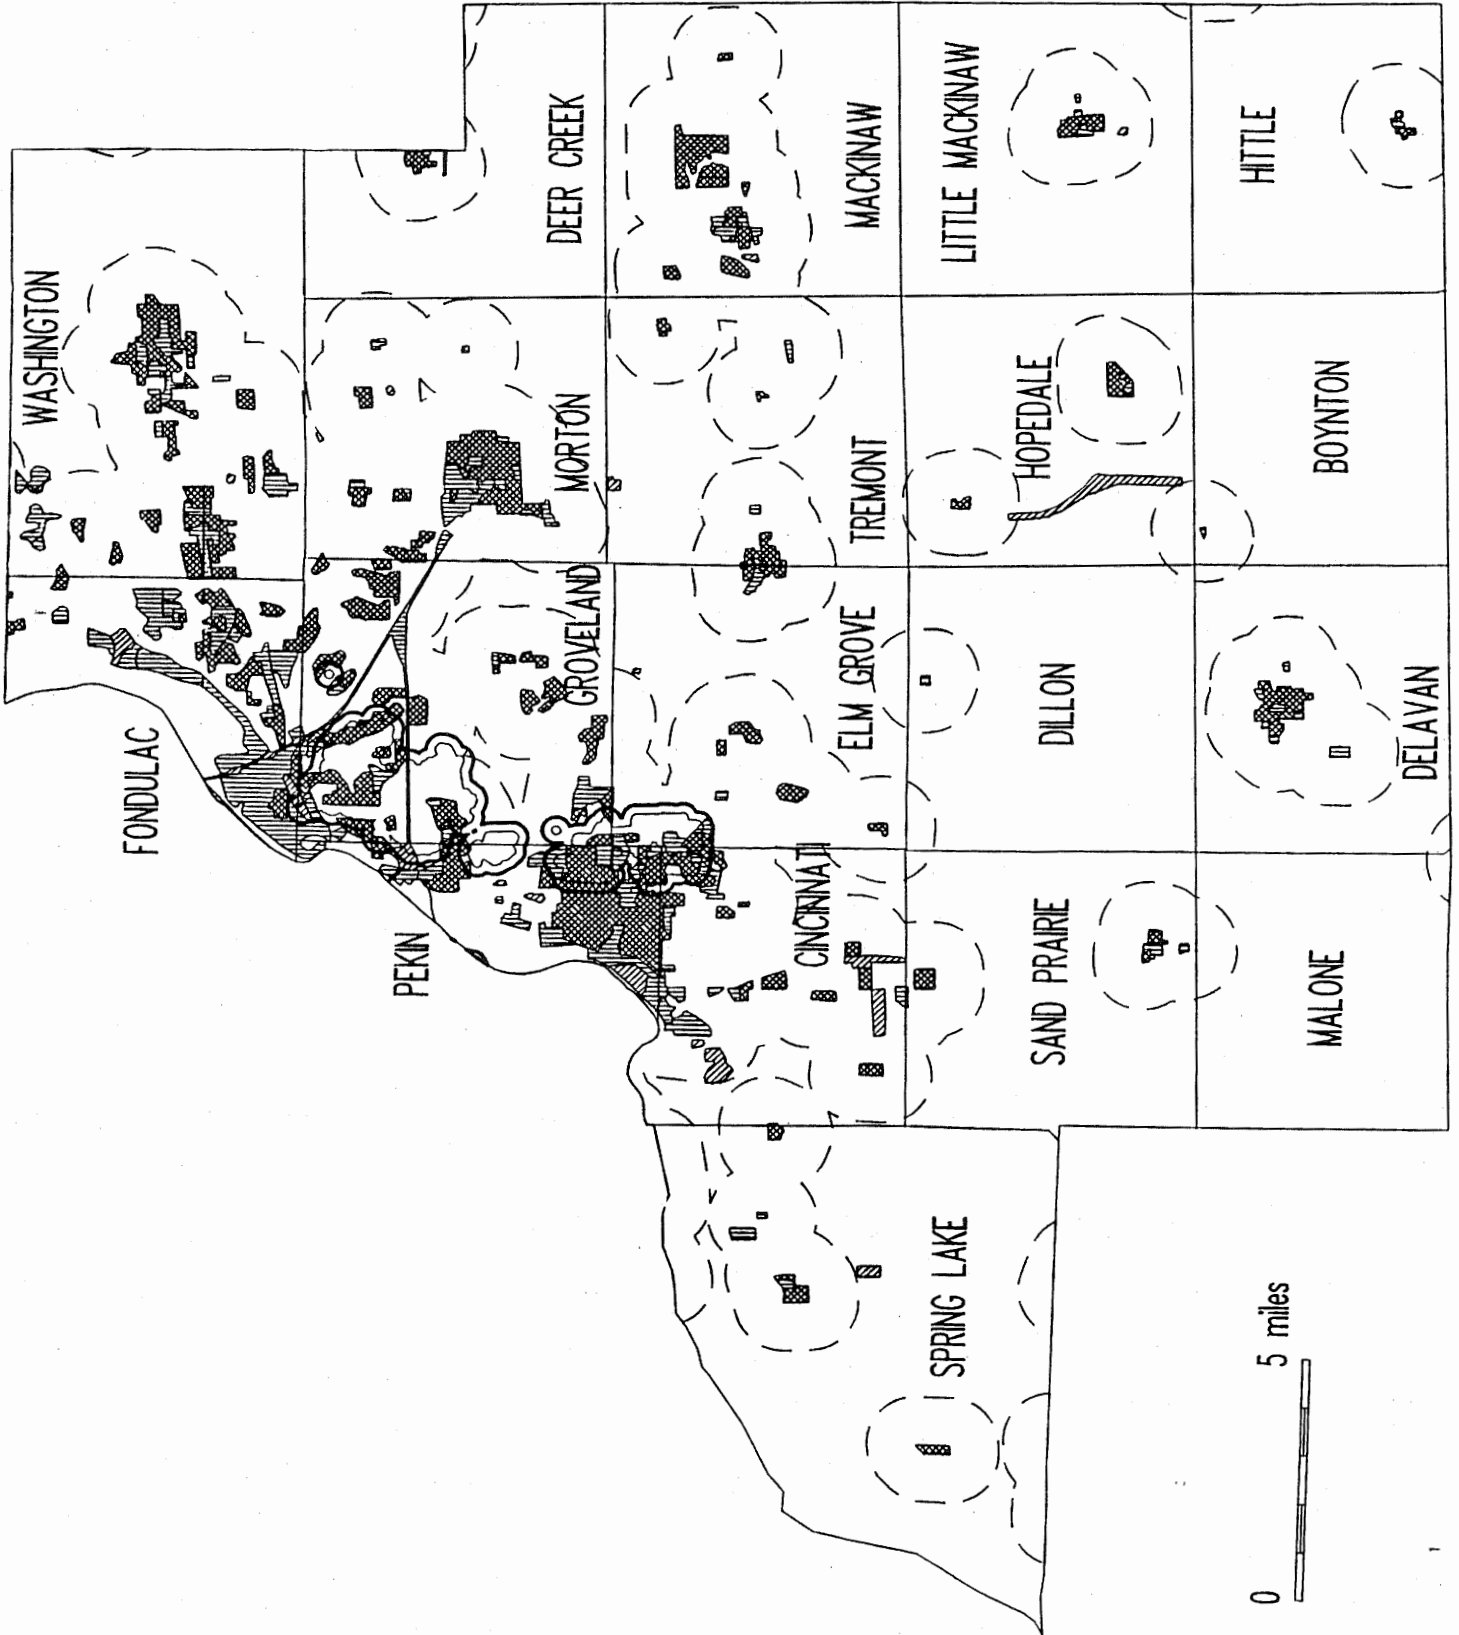 WASHINGTON
FONDULAC
DEER CREEK
MORTON
GROVELAND
PEKIN
MACKINAW
TREMONT
ELM GROVE
CINCINNATI
LITTLE MACKINAW
HOPEDALE
DILLON
SAND PRAIRIE
SPRING LAKE
HITTLE
BOYNTON
DELAVAN
MALONE
0 5 miles